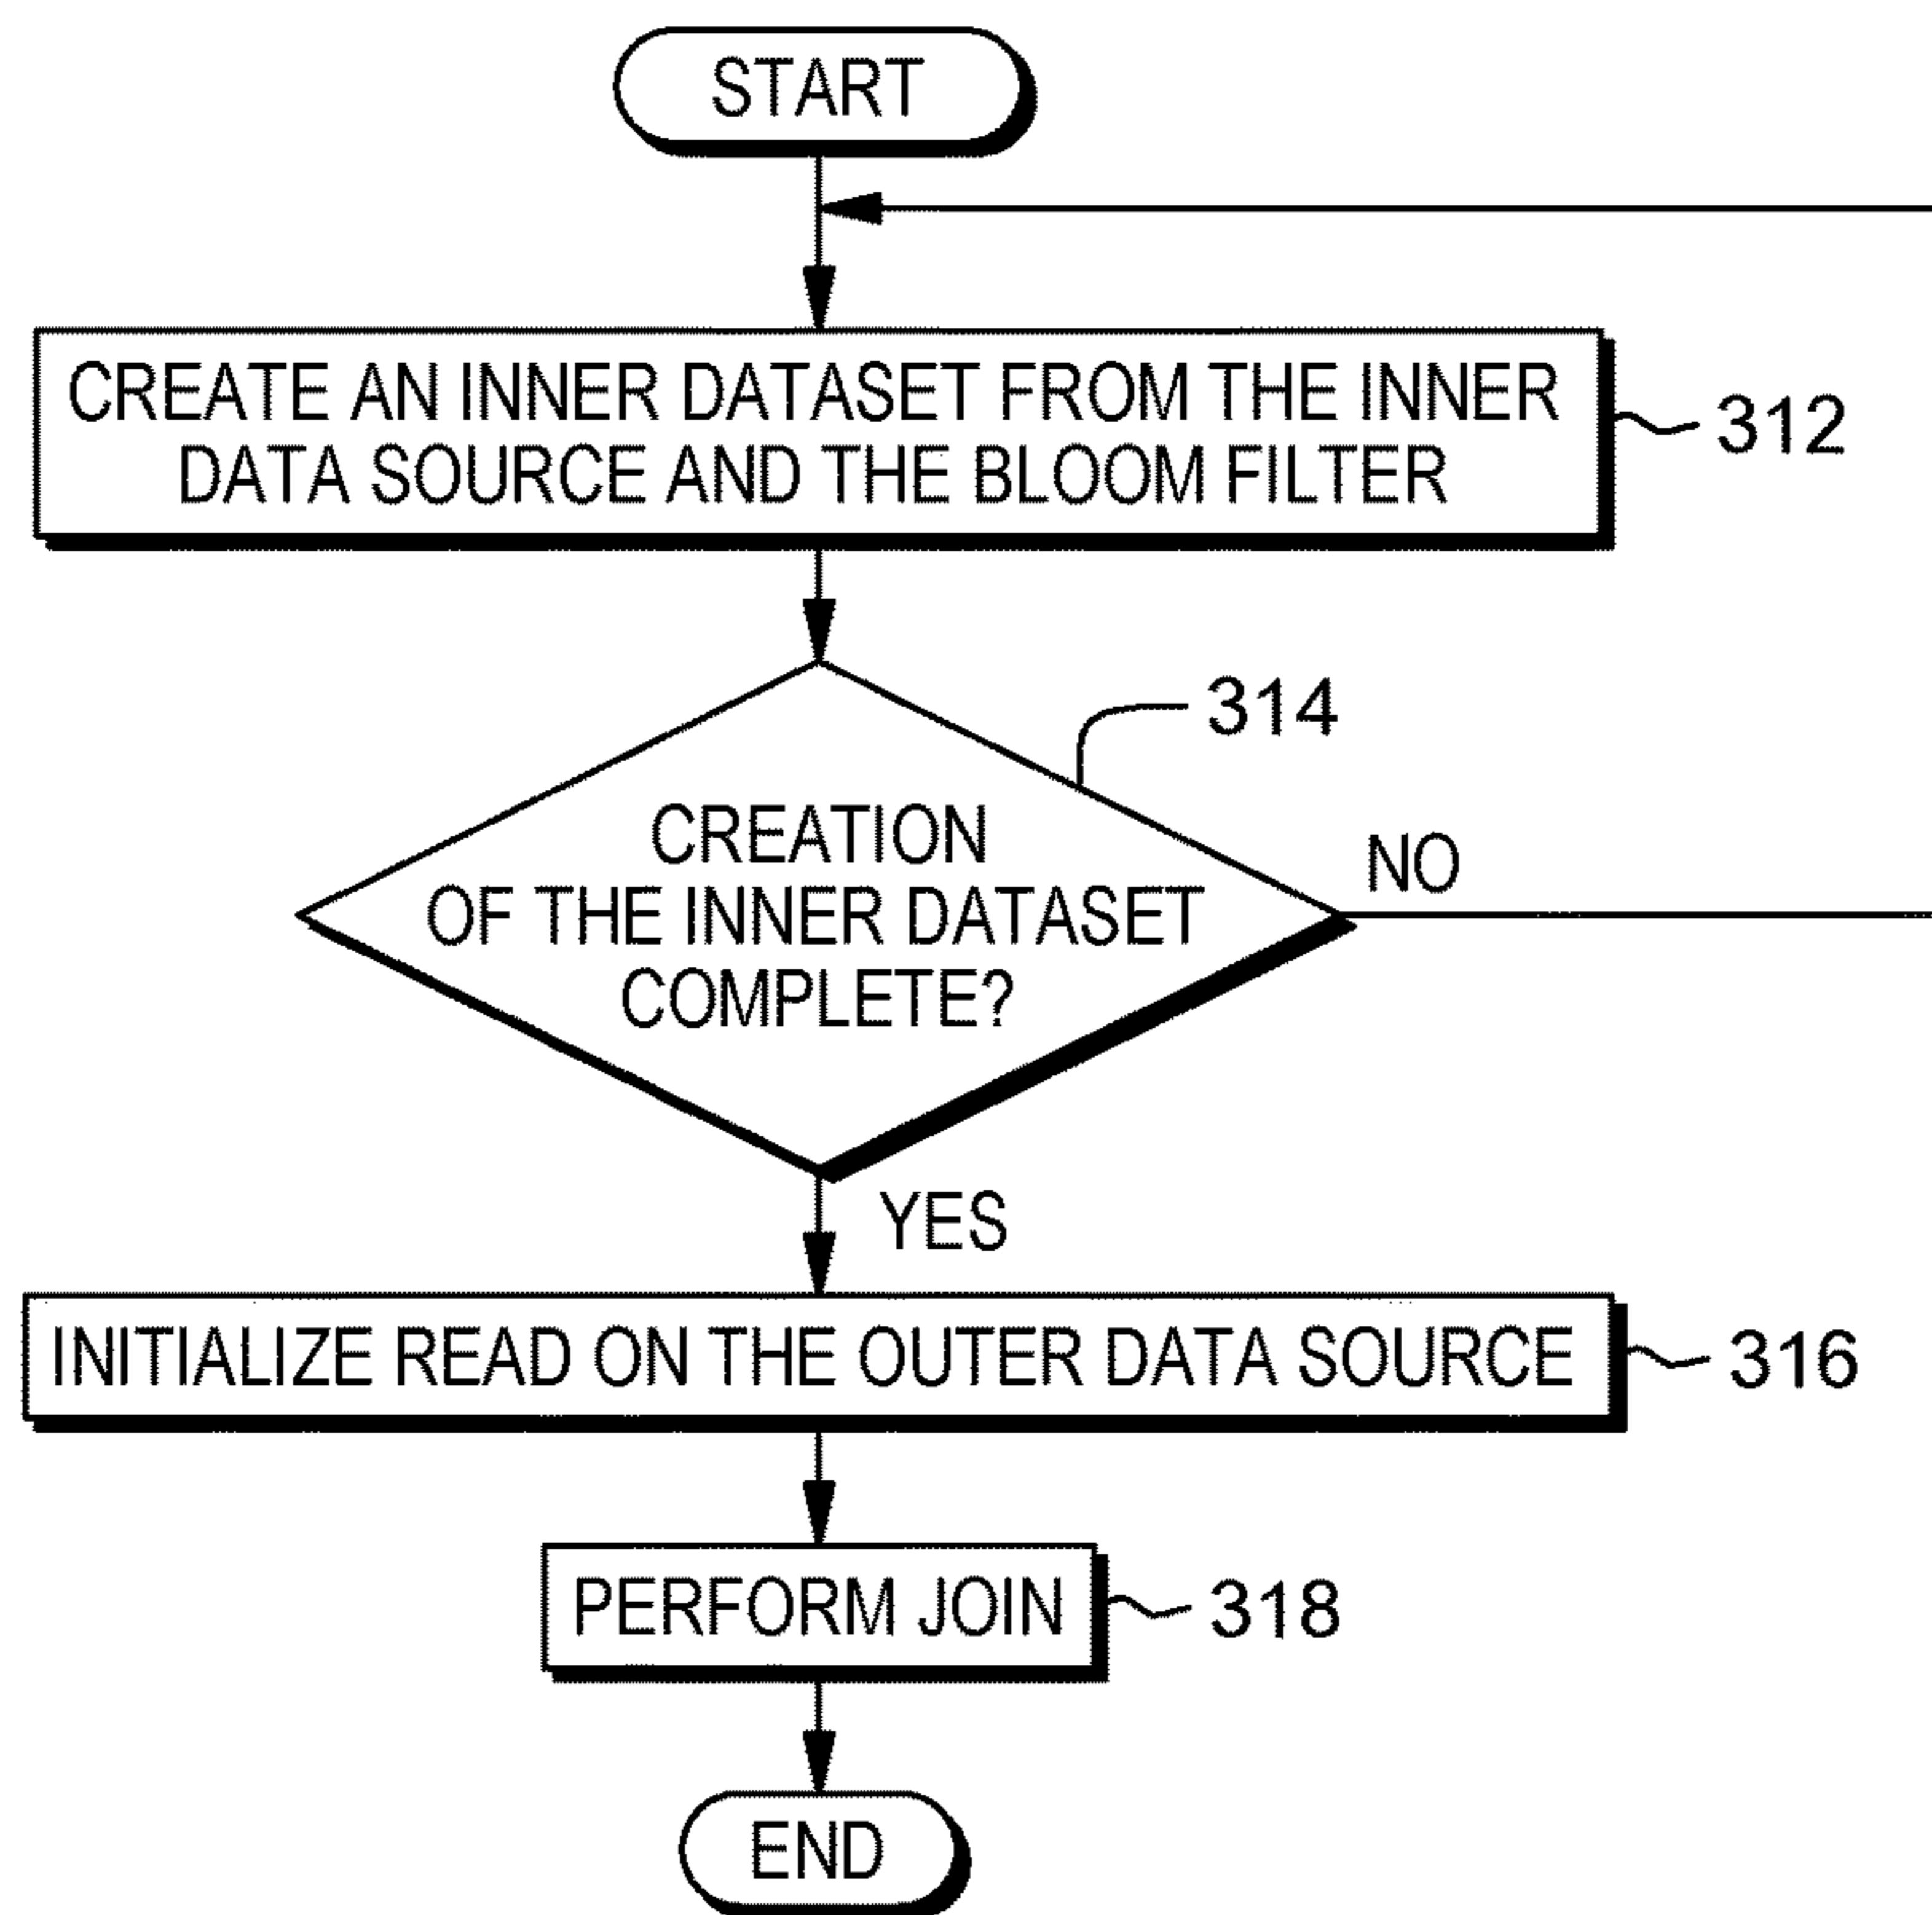 START
CREATE AN INNER DATASET FROM THE INNER
DATA SOURCE AND THE BLOOM FILTER
312
314
CREATION
OF THE INNER DATASET
COMPLETE?
NO
YES
INITIALIZE READ ON THE OUTER DATA SOURCE
316
PERFORM JOIN
318
END